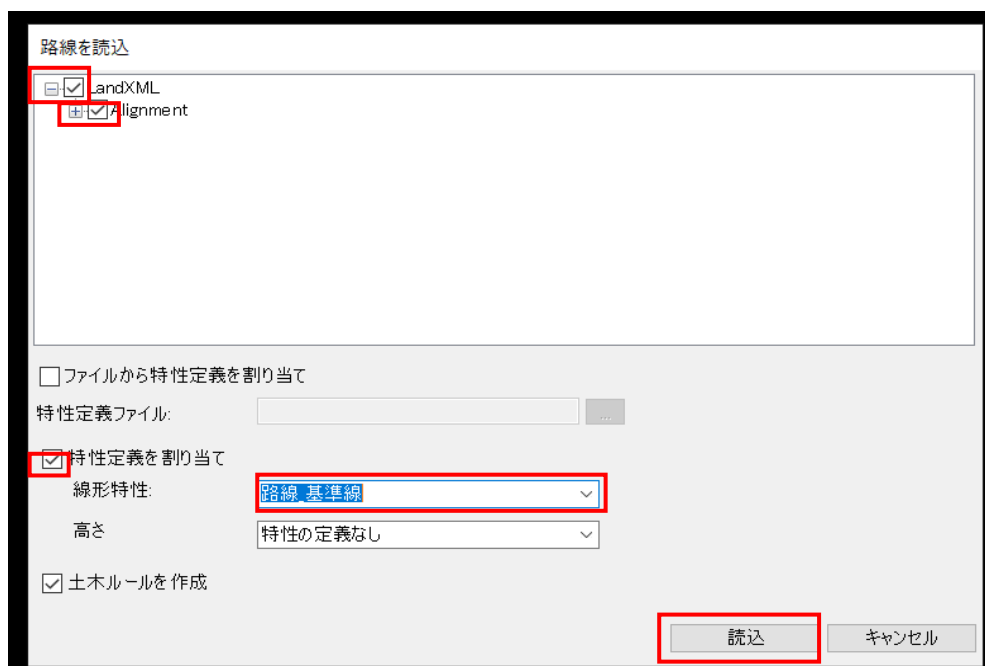 路線を読込
LandXML
Alignment
ファイルから特性定義を割り当て
特性定義ファイル:
...
特性定義を割り当て
線形特性: 路線_基準線
高さ 特性の定義なし
土木ルールを作成
読込 キャンセル